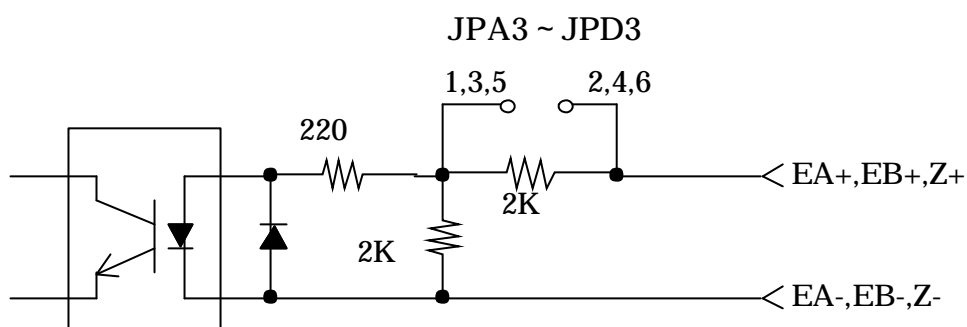 JPA3 ~ JPD3
1,3,5
2,4,6
220
2K
2K
EA+,EB+,Z+
EA-,EB-,Z-